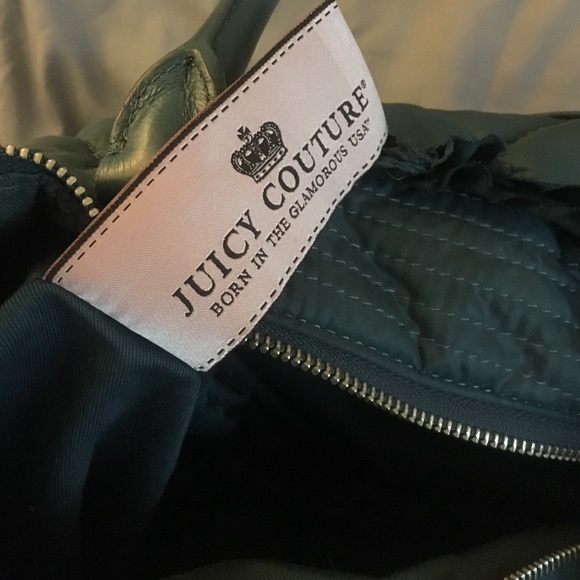 JUICY COUTURE®
BORN IN THE GLAMOROUS USA™